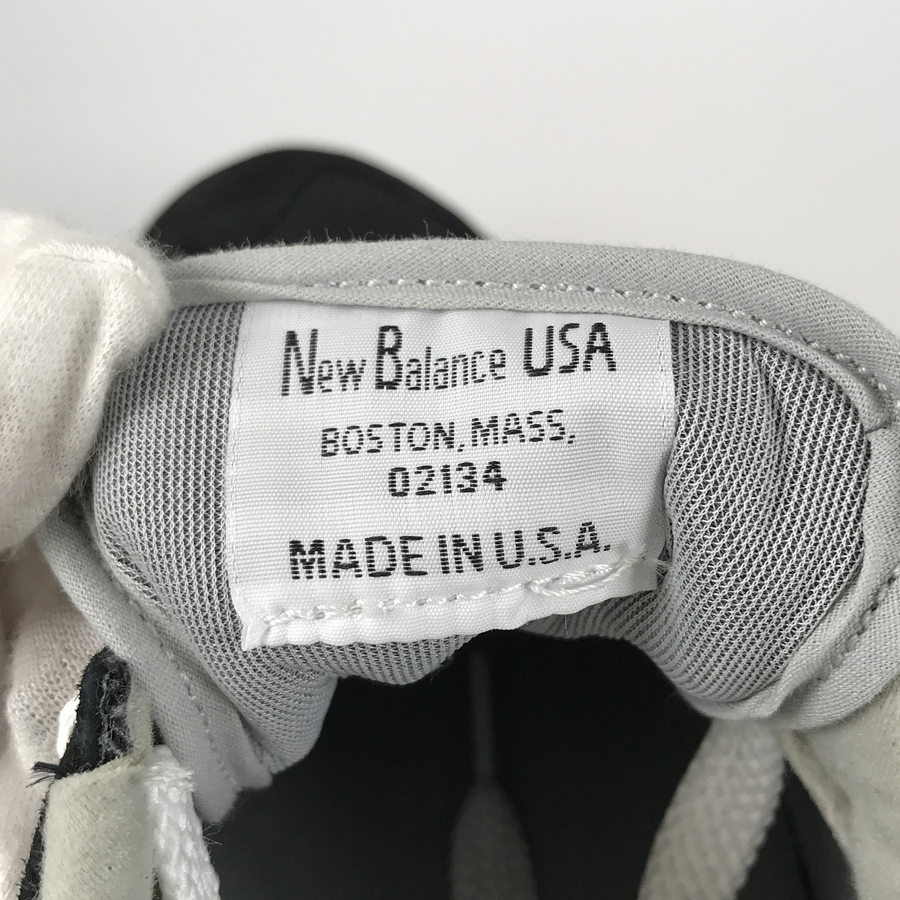 New Balance USA
BOSTON, MASS,
02134
MADE IN U.S.A.